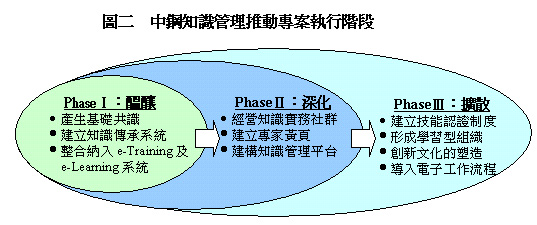 圖二 中鋼知識管理推動專案執行階段
PhaseⅠ：醞釀
● 產生基礎共識
● 建立知識傳承系統
● 整合納入 e-Training 及
e-Learning 系統
PhaseⅡ：深化
● 經營知識實務社群
● 建立專家黃頁
● 建構知識管理平台
PhaseⅢ：擴散
● 建立技能認證制度
● 形成學習型組織
● 創新文化的塑造
● 導入電子工作流程